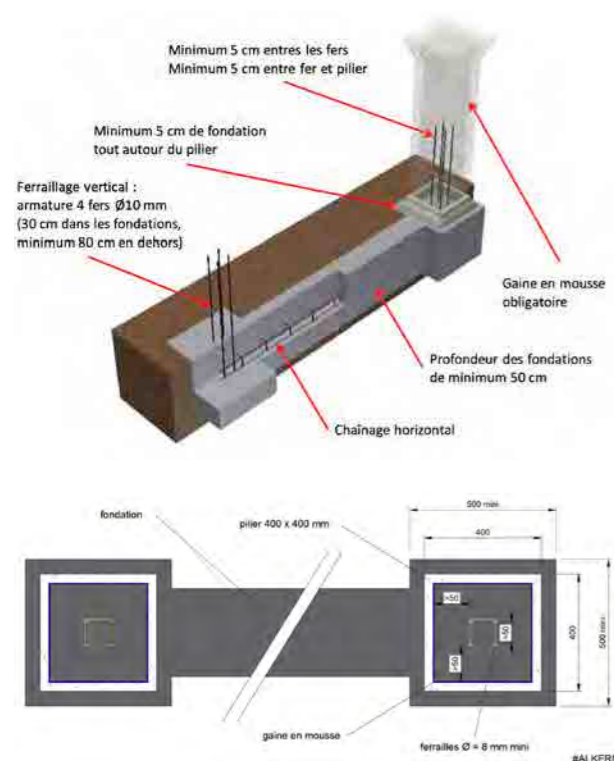 Minimum 5 cm entres les fers
Minimum 5 cm entre fer et pilier
Minimum 5 cm de fondation
tout autour du pilier
Ferraillage vertical :
armature 4 fers Ø10 mm
(30 cm dans les fondations,
minimum 80 cm en dehors)
Gaine en mousse
obligatoire
Profondeur des fondations
de minimum 50 cm
Chaînage horizontal
500 mini
fondation
pilier 400 x 400 mm
400
>50
>50
>50
400
500 mini
gaine en mousse
ferrailles Ø = 8 mm mini